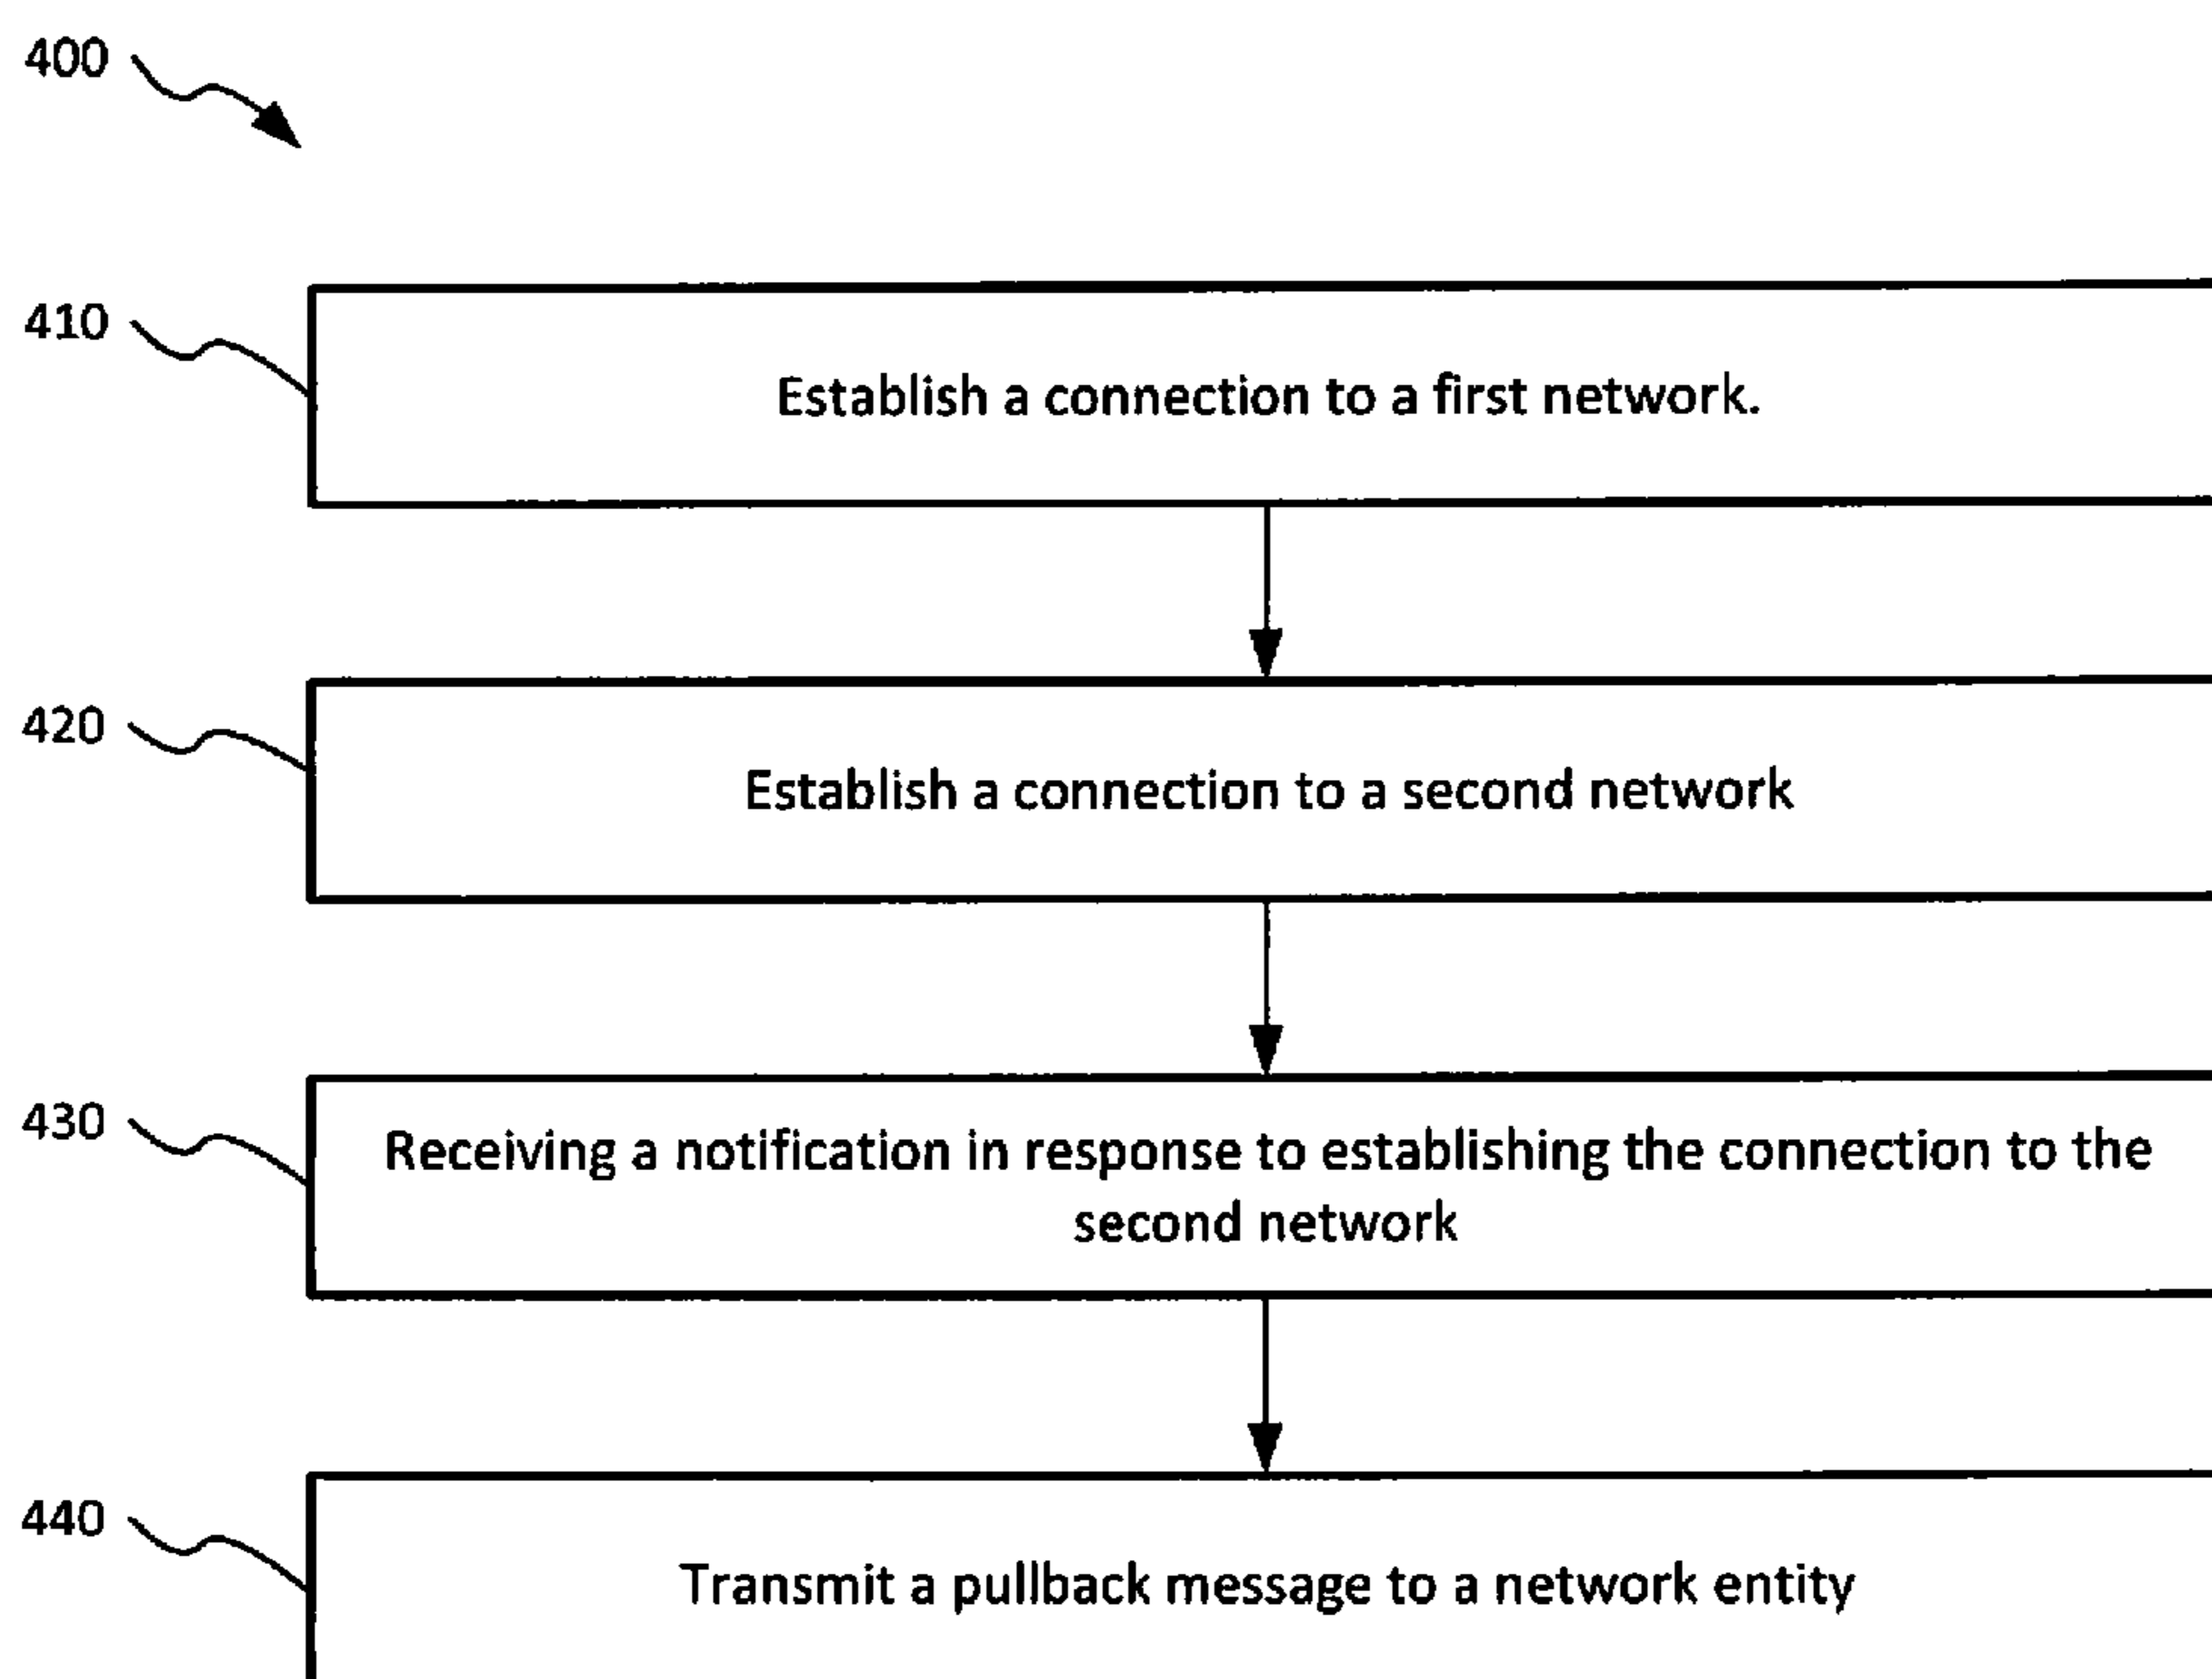 400
410
Establish a connection to a first network.
420
Establish a connection to a second network
430
Receiving a notification in response to establishing the connection to the
second network
440
Transmit a pullback message to a network entity